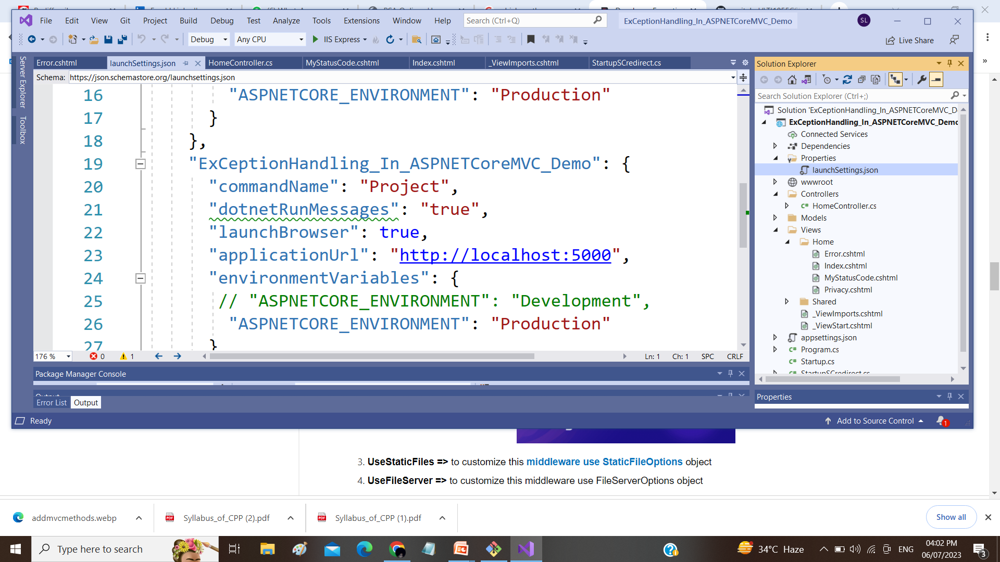 File Edit View Git Project Build Debug Test Analyze Tools Extensions Window Help Search (Ctrl+Q) ExCeptionHandling_In_ASPNETCoreMVC_Demo SL
Debug Any CPU IIS Express Live Share
Server Explorer
Toolbox
Error.cshtml launchSettings.json HomeController.cs MyStatusCode.cshtml Index.cshtml _ViewImports.cshtml StartupSCredirect.cs
Schema: https://json.schemastore.org/launchsettings.json
16 "ASPNETCORE_ENVIRONMENT": "Production"
17 }
18 },
19 "ExCeptionHandling_In_ASPNETCoreMVC_Demo": {
20 "commandName": "Project",
21 "dotnetRunMessages": "true",
22 "launchBrowser": true,
23 "applicationUrl": "http://localhost:5000",
24 "environmentVariables": {
25 // "ASPNETCORE_ENVIRONMENT": "Development",
26 "ASPNETCORE_ENVIRONMENT": "Production"
27 }
176 % 0 1 Ln: 1 Ch: 1 SPC CRLF
Package Manager Console
Output
Error List Output
Ready Add to Source Control 1
Solution Explorer
Search Solution Explorer (Ctrl+;)
Solution 'ExCeptionHandling_In_ASPNETCoreMVC_D
ExCeptionHandling_In_ASPNETCoreMVC_Demo
Connected Services
Dependencies
Properties
launchSettings.json
wwwroot
Controllers
C# HomeController.cs
Models
Views
Home
Error.cshtml
Index.cshtml
MyStatusCode.cshtml
Privacy.cshtml
Shared
_ViewImports.cshtml
_ViewStart.cshtml
appsettings.json
C# Program.cs
C# Startup.cs
C# StartupSCredirect.cs
Properties
3. UseStaticFiles => to customize this middleware use StaticFileOptions object
4. UseFileServer => to customize this middleware use FileServerOptions object
addmvcmethods.webp PDF Syllabus_of_CPP (2).pdf PDF Syllabus_of_CPP (1).pdf Show all
Type here to search 34°C Haze ENG 04:02 PM
06/07/2023 3